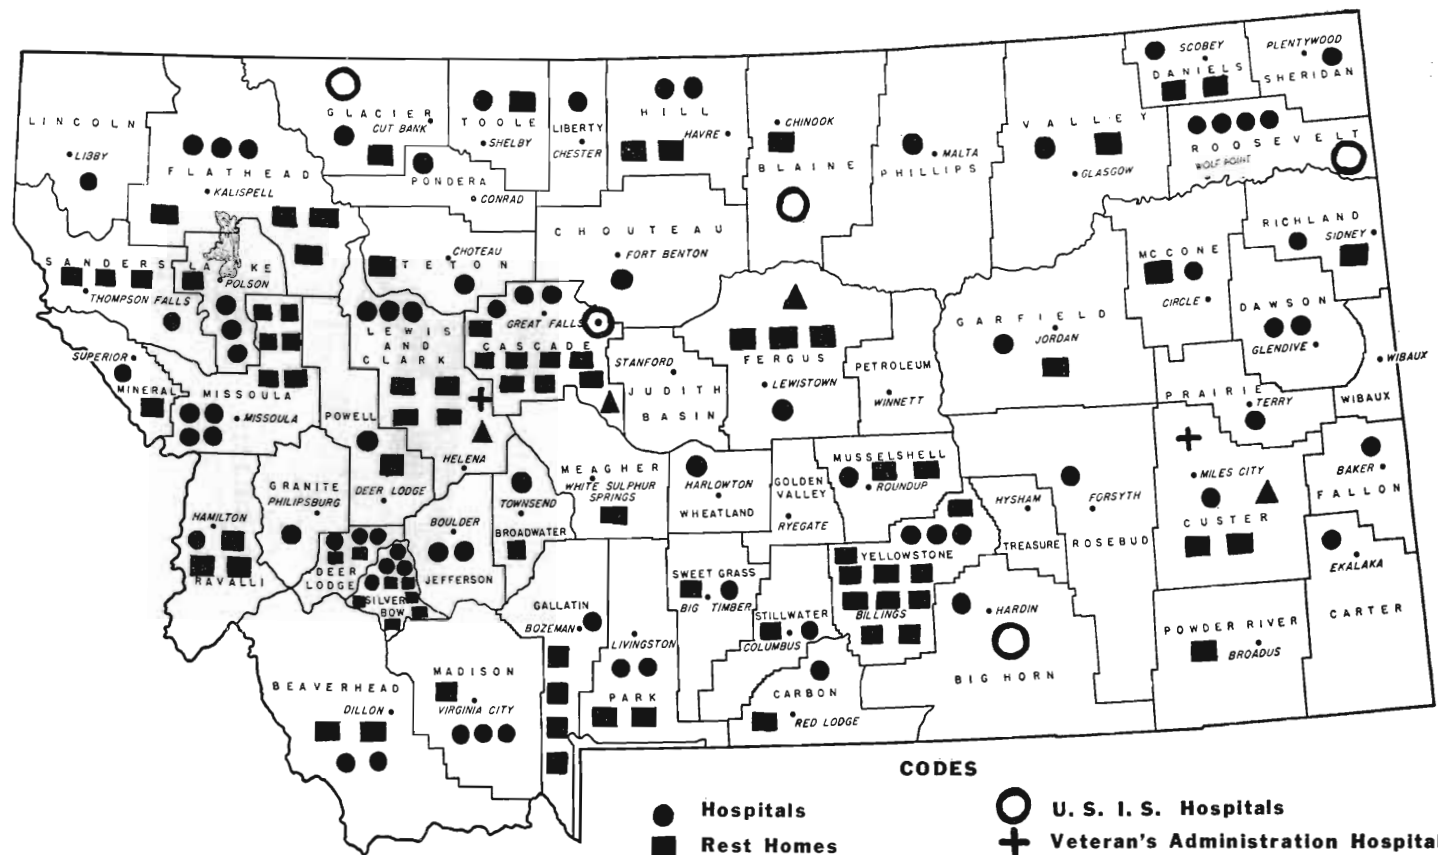 SCOBEY
PLENTYWOOD
DANIELS
SHERIDAN
LINCOLN
LIBBY
GLACIER
CUT BANK
TOOLE
SHELBY
LIBERTY
CHESTER
HILL
HAVRE
CHINOOK
BLAINE
MALTA
PHILLIPS
VALLEY
GLASGOW
ROOSEVELT
WOLF POINT
FLATHEAD
KALISPELL
PONDERA
CONRAD
CHOUTEAU
FORT BENTON
RICHLAND
SIDNEY
SANDERS
THOMPSON FALLS
LAKE
POLSON
CHOTEAU
TETON
MCCONE
CIRCLE
DAWSON
GLENDIVE
GREAT FALLS
CASCADE
LEWIS
AND
CLARK
GARFIELD
JORDAN
SUPERIOR
MINERAL
MISSOULA
MISSOULA
STANFORD
JUDITH
BASIN
FERGUS
LEWISTOWN
PETROLEUM
WINNETT
PRAIRIE
TERRY
WIBAUX
WIBAUX
POWELL
DEER LODGE
HELENA
GRANITE
PHILIPSBURG
MEAGHER
WHITE SULPHUR
SPRINGS
HARLOWTON
WHEATLAND
GOLDEN
VALLEY
RYEGATE
MUSSELSHELL
ROUNDUP
HYSHAM
TREASURE
FORSYTH
ROSEBUD
MILES CITY
CUSTER
BAKER
FALLON
HAMILTON
RAVALLI
DEER
LODGE
SILVER
BOW
BOULDER
JEFFERSON
TOWNSEND
BROADWATER
YELLOWSTONE
BILLINGS
EKALAKA
CARTER
GALLATIN
BOZEMAN
LIVINGSTON
PARK
SWEET GRASS
BIG TIMBER
STILLWATER
COLUMBUS
HARDIN
BIG HORN
POWDER RIVER
BROADUS
BEAVERHEAD
DILLON
MADISON
VIRGINIA CITY
CARBON
RED LODGE
CODES
Hospitals
U. S. I. S. Hospitals
Rest Homes
Veteran's Administration Hospital